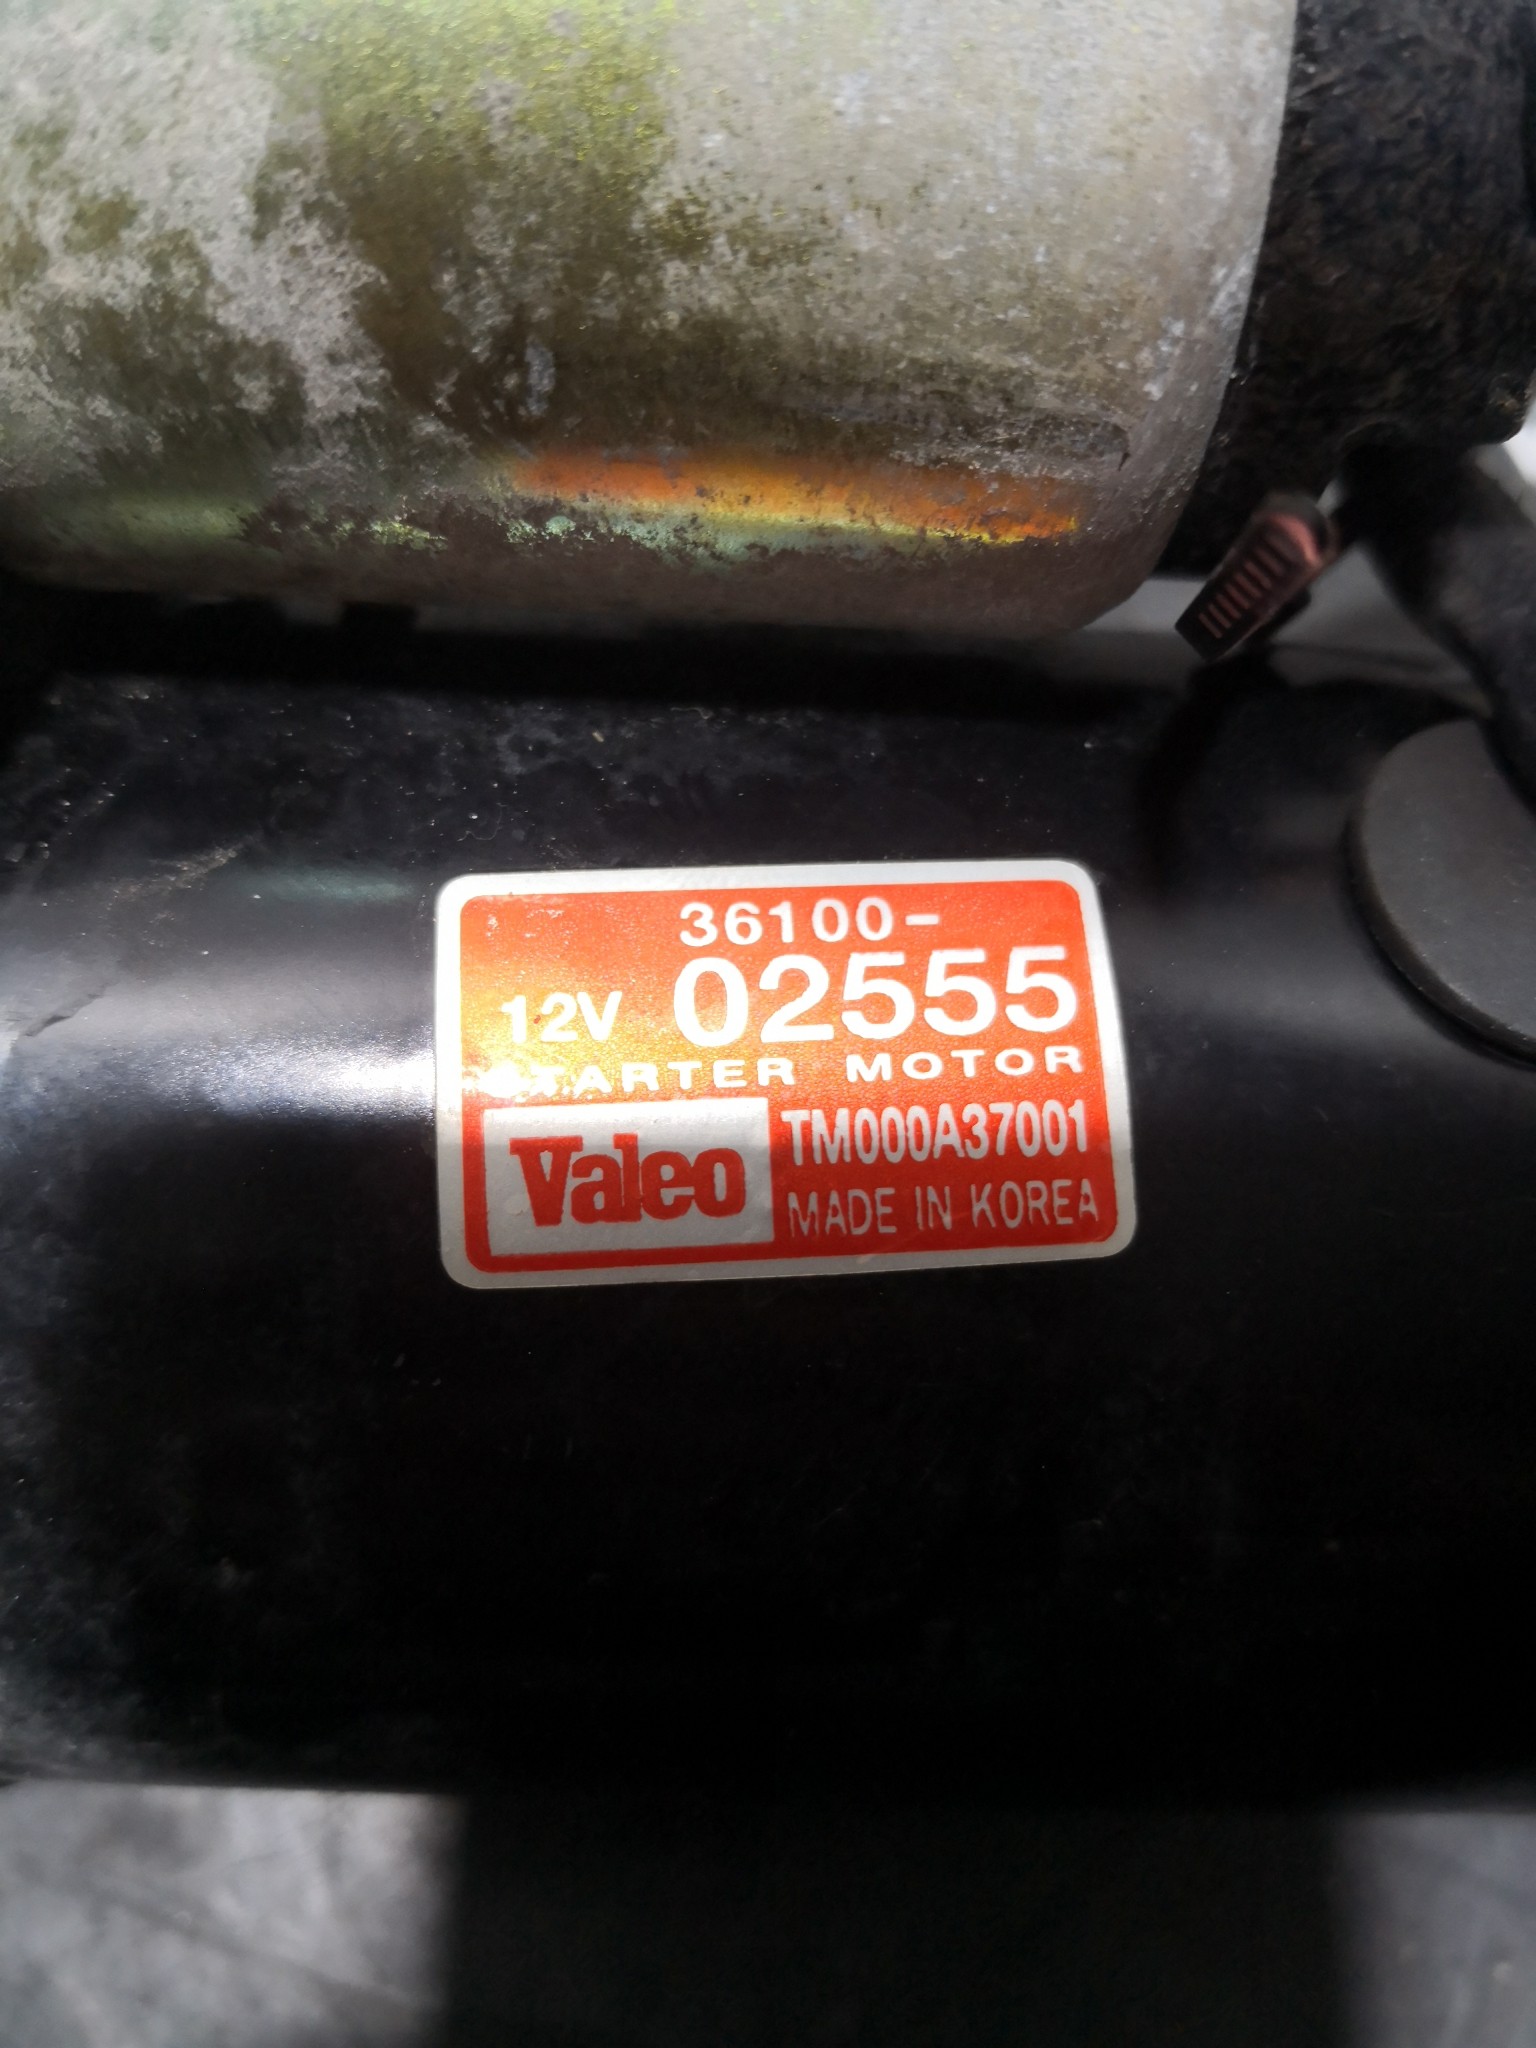 36100-
12V 02555
STARTER MOTOR
Valeo TM000A37001
MADE IN KOREA